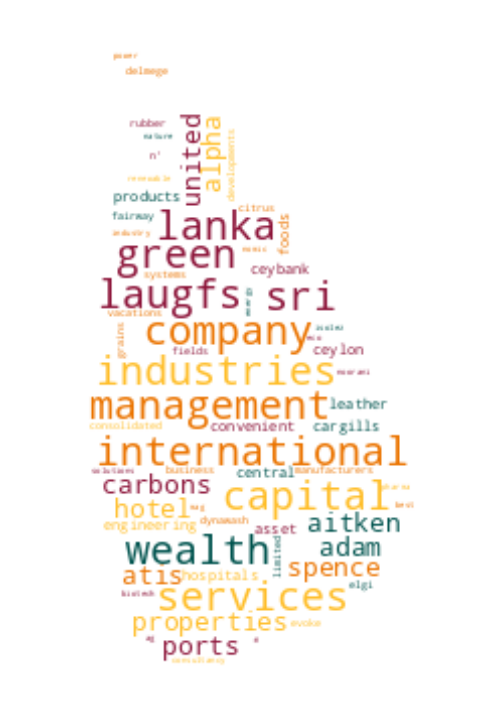 power
delmege
rubber
nature
n'
united
alpha
developments
renewable
products
citrus
fairway
lanka
foods
industry
green
ceybank
systems
laugfs
sri
vacations
company
grains
fields
ceylon
industries
management
leather
consolidated
convenient
cargills
international
solutions
business
central
manufacturers
carbons
capital
hotel
best
engineering
dynawash
asset
aitken
wealth
limited
adam
atis
hospitals
spence
elgi
biotech
services
properties
evoke
ports
consultancy